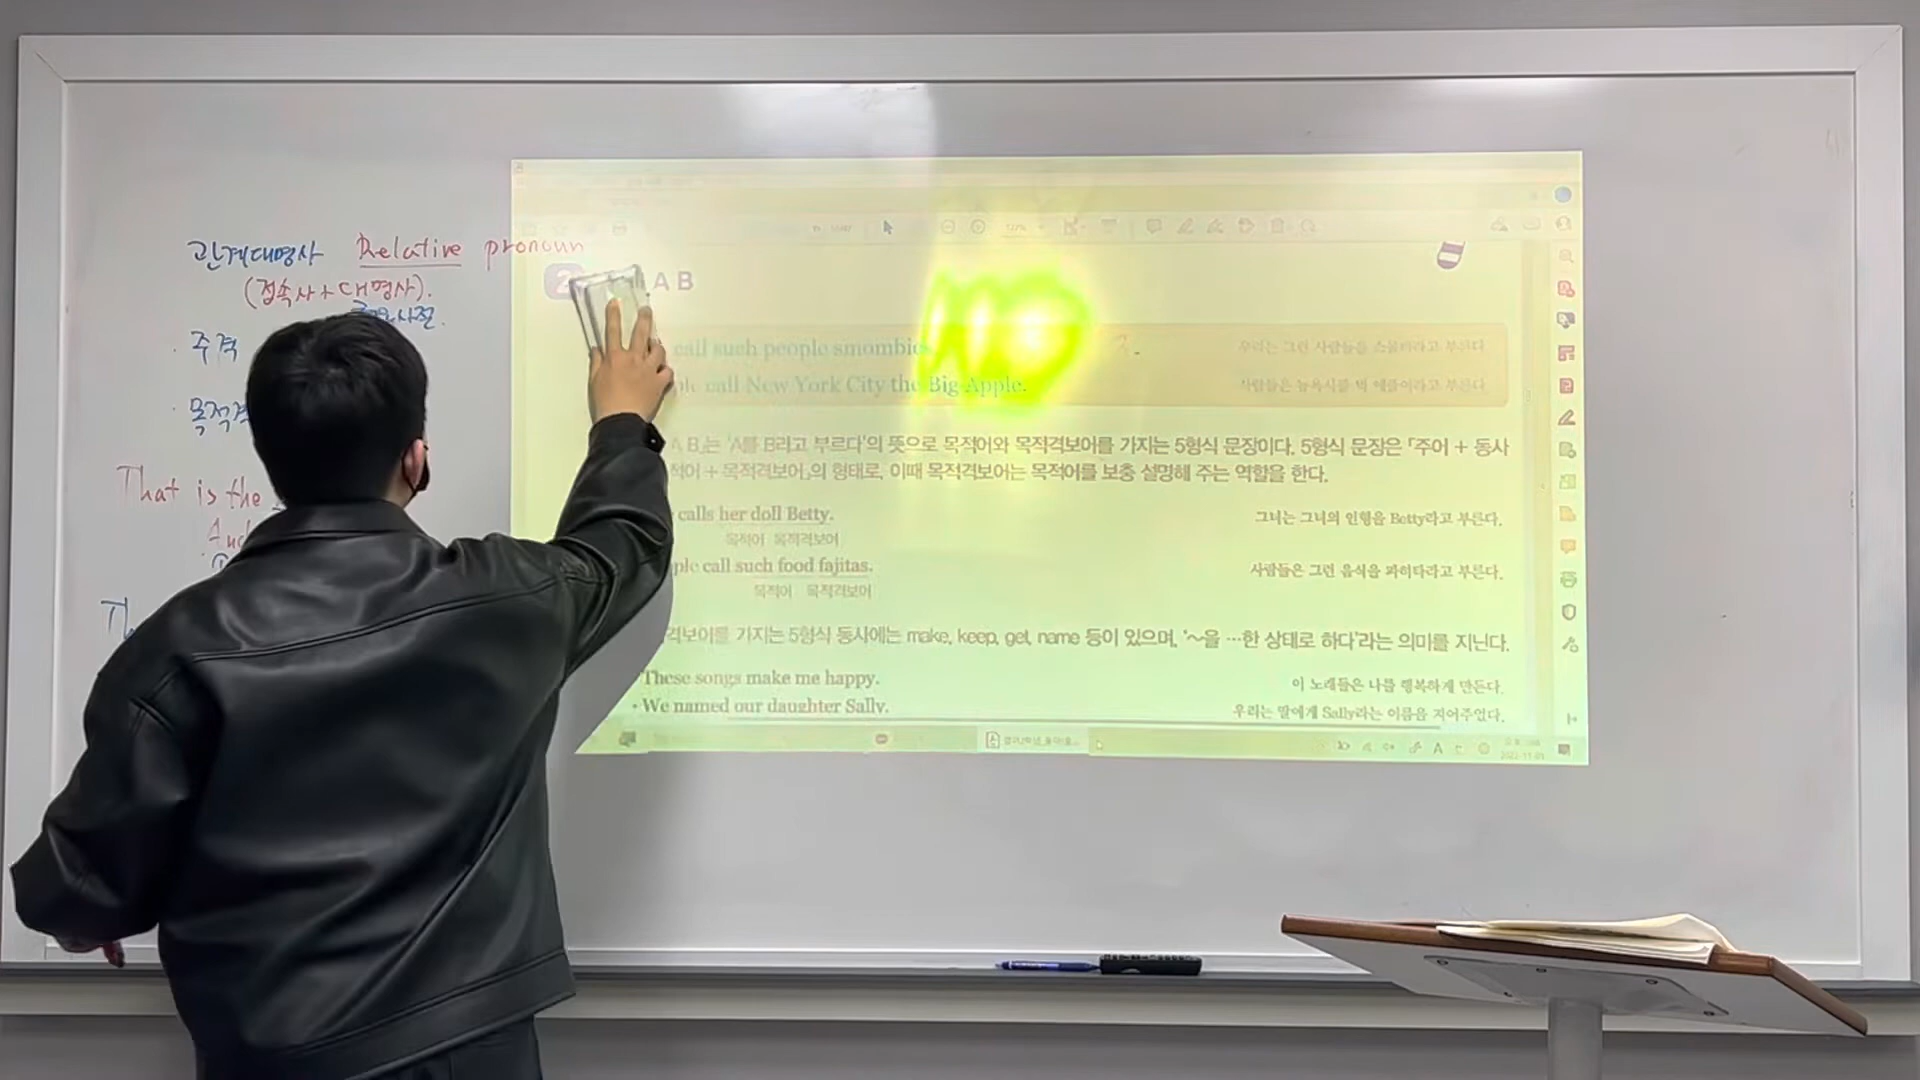 관계대명사 Relative pronoun
(접속사+대명사).
주격
목적격
That is the
A B
call such people smombie
우리는 그런 사람들을 스몸비라고 부른다.
call New York City the Big Apple.
사람들은 뉴욕시를 빅 애플이라고 부른다.
A B」는 'A를 B라고 부르다'의 뜻으로 목적어와 목적격보어를 가지는 5형식 문장이다. 5형식 문장은 「주어 + 동사
적어 + 목적격보어」의 형태로, 이때 목적격보어는 목적어를 보충 설명해 주는 역할을 한다.
calls her doll Betty.
그녀는 그녀의 인형을 Betty라고 부른다.
목적어 목적격보어
ple call such food fajitas.
사람들은 그런 음식을 파히타라고 부른다.
목적어 목적격보어
격보어를 가지는 5형식 동사에는 make, keep, get, name 등이 있으며, '~을 …한 상태로 하다'라는 의미를 지닌다.
These songs make me happy.
이 노래들은 나를 행복하게 만든다.
· We named our daughter Sally.
우리는 딸에게 Sally라는 이름을 지어주었다.